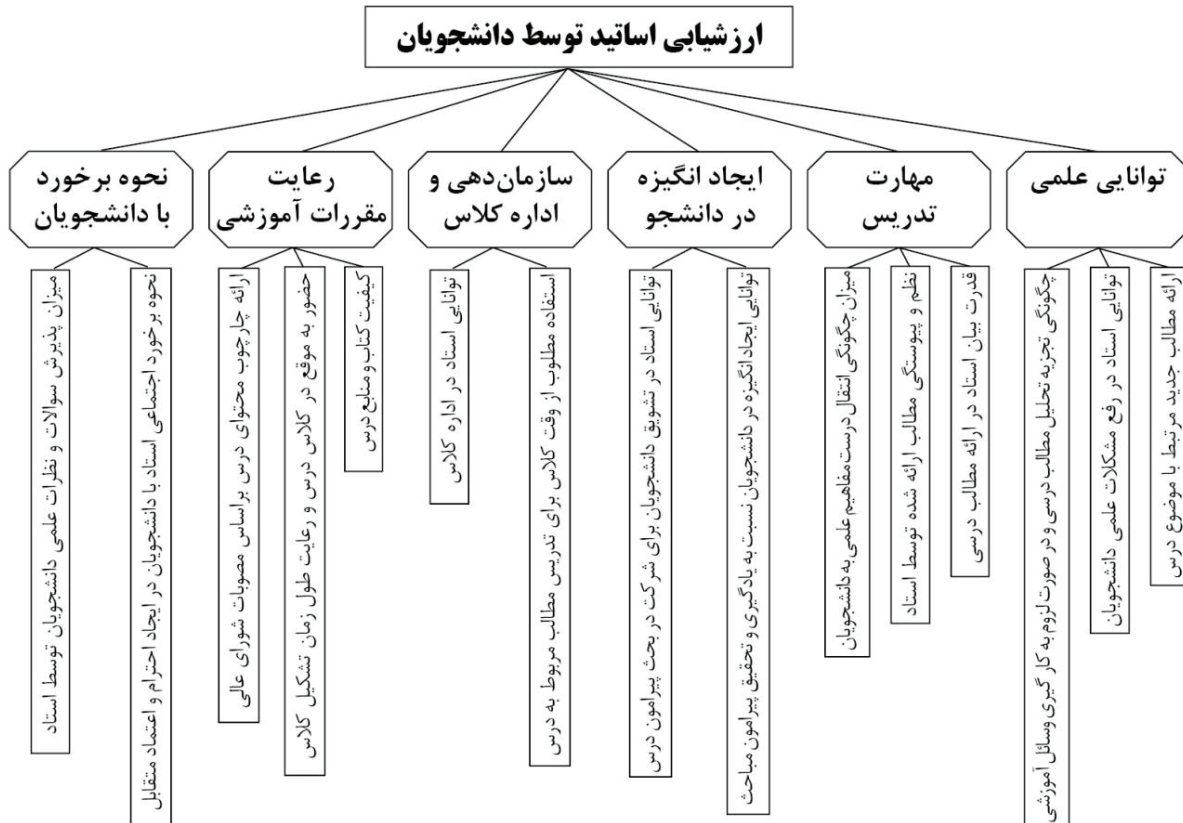 ارزشیابی اساتید توسط دانشجویان
توانایی علمی
مهارت
تدریس
ایجاد انگیزه
در دانشجو
سازمان‌دهی و
اداره کلاس
رعایت
مقررات آموزشی
نحوه برخورد
با دانشجویان
ارائه مطالب جدید مرتبط با موضوع درس
توانایی استاد در رفع مشکلات علمی دانشجویان
چگونگی تجزیه تحلیل مطالب درسی و در صورت لزوم به کار گیری وسائل آموزشی
قدرت بیان استاد در ارائه مطالب درسی
نظم و پیوستگی مطالب ارائه شده توسط استاد
میزان چگونگی انتقال درست مفاهیم علمی به دانشجویان
توانایی ایجاد انگیزه در دانشجویان نسبت به یادگیری و تحقیق پیرامون مباحث
توانایی استاد در تشویق دانشجویان برای شرکت در بحث پیرامون درس
استفاده مطلوب از وقت کلاس برای تدریس مطالب مربوط به درس
توانایی استاد در اداره کلاس
کیفیت کتاب و منابع درس
حضور به موقع در کلاس درس و رعایت طول زمان تشکیل کلاس
ارائه چارچوب محتوای درس براساس مصوبات شورای عالی
نحوه برخورد اجتماعی استاد با دانشجویان در ایجاد احترام و اعتماد متقابل
میزان پذیرش سوالات و نظرات علمی دانشجویان توسط استاد